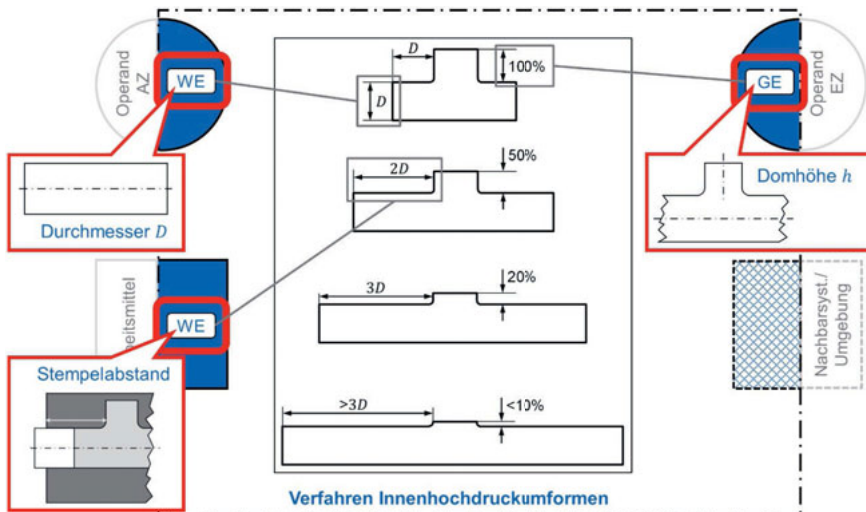 Operand
AZ
WE
Durchmesser D
D
D
100%
GE
Operand
EZ
Domhöhe h
2D
50%
eitsmittel
WE
Stempelabstand
3D
20%
Nachbarsyst./
Umgebung
>3D
<10%
Verfahren Innenhochdruckumformen